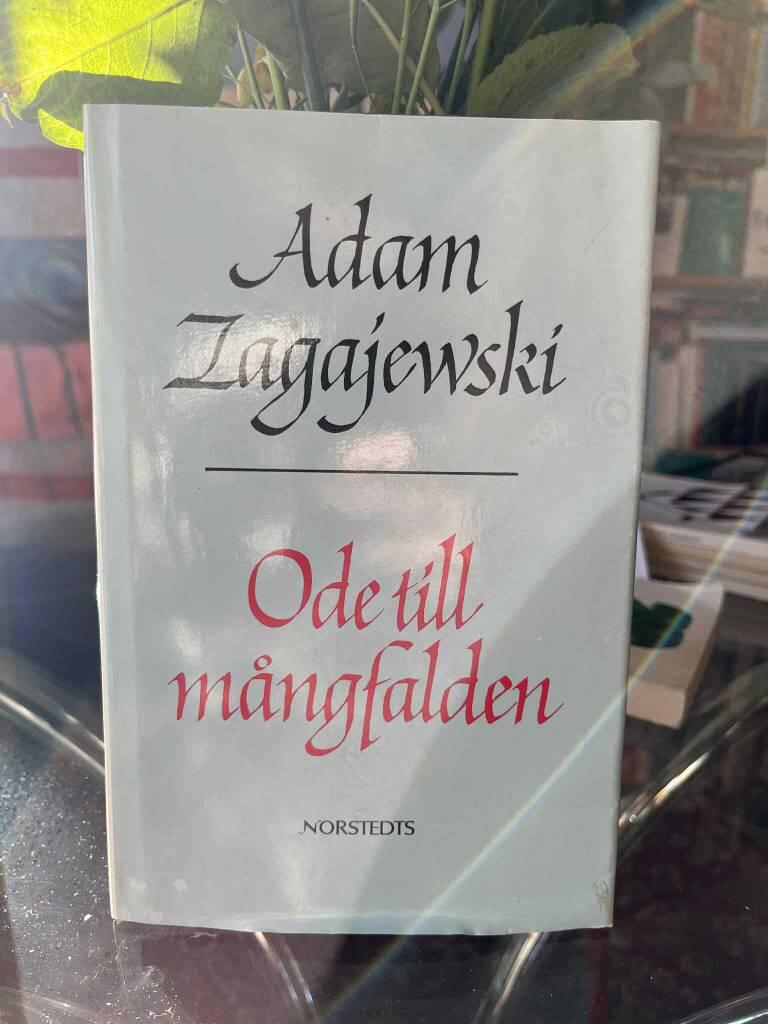 Adam
Zagajewski
Ode till
mångfalden
NORSTEDTS